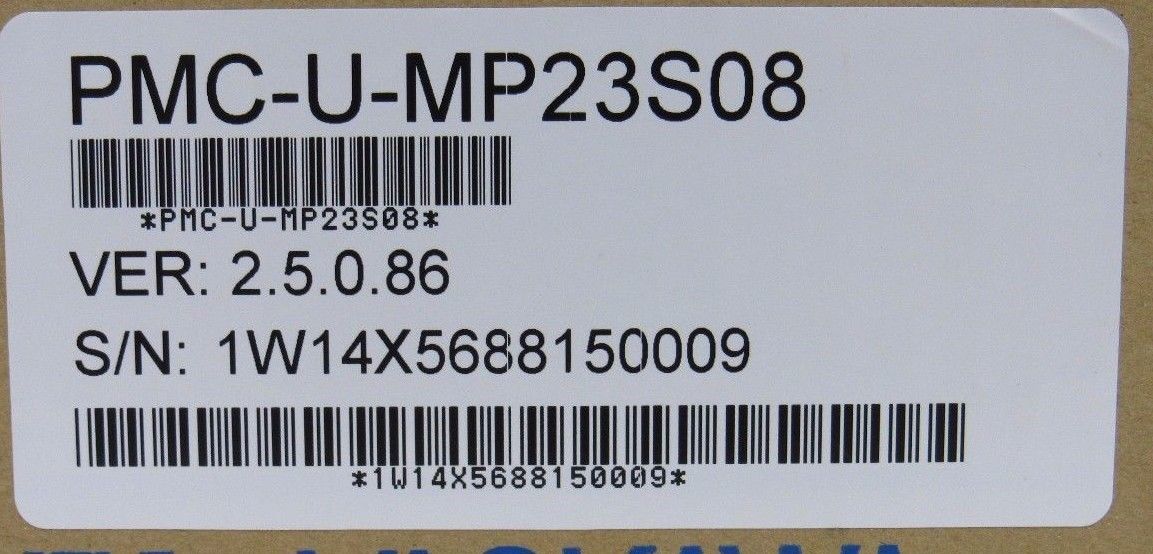 PMC-U-MP23S08
*PMC-U-MP23S08*
VER: 2.5.0.86
S/N: 1W14X5688150009
*1W14X5688150009*